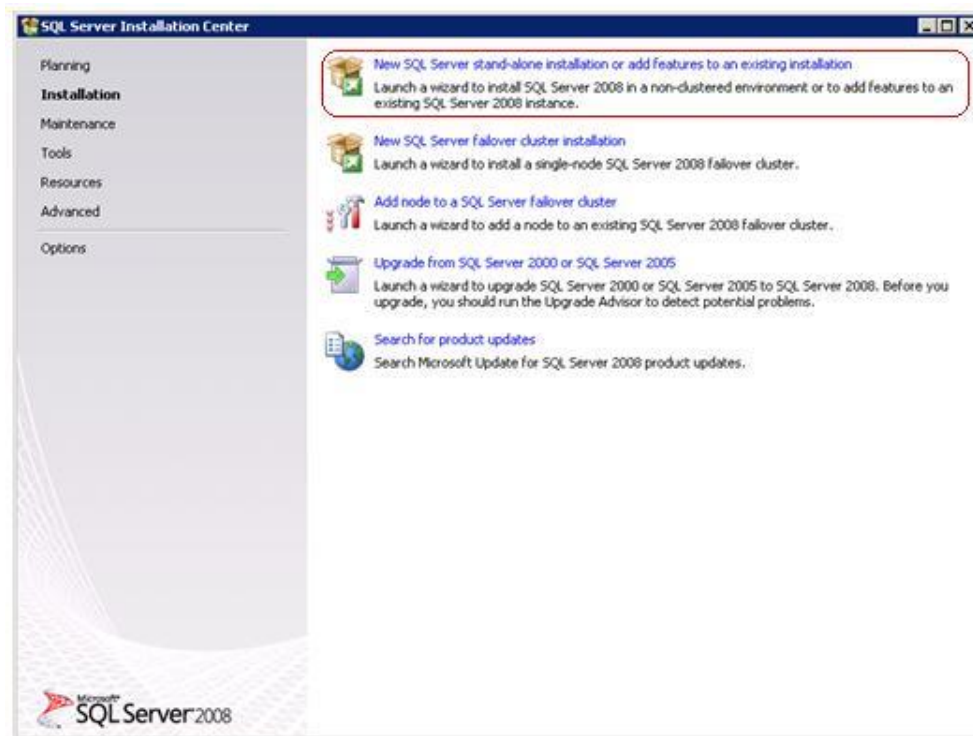 SQL Server Installation Center
Planning
Installation
Maintenance
Tools
Resources
Advanced
Options
New SQL Server stand-alone installation or add features to an existing installation
Launch a wizard to install SQL Server 2008 in a non-clustered environment or to add features to an
existing SQL Server 2008 instance.
New SQL Server failover cluster installation
Launch a wizard to install a single-node SQL Server 2008 failover cluster.
Add node to a SQL Server failover cluster
Launch a wizard to add a node to an existing SQL Server 2008 failover cluster.
Upgrade from SQL Server 2000 or SQL Server 2005
Launch a wizard to upgrade SQL Server 2000 or SQL Server 2005 to SQL Server 2008. Before you
upgrade, you should run the Upgrade Advisor to detect potential problems.
Search for product updates
Search Microsoft Update for SQL Server 2008 product updates.
Microsoft
SQL Server 2008